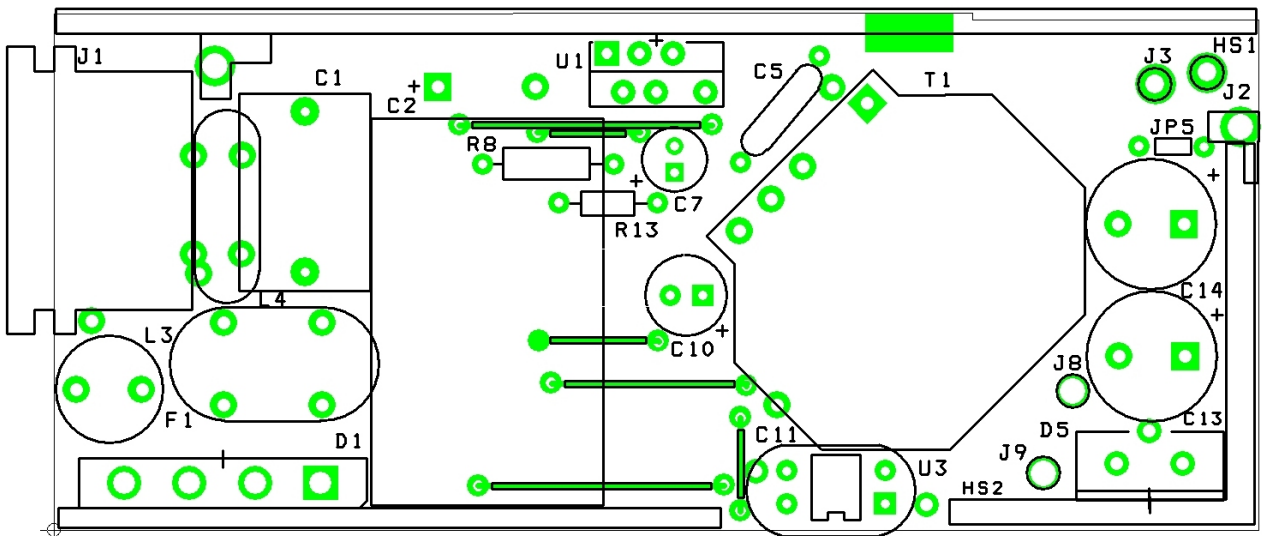 J1
C1
C2
+
U1
+
C5
T1
J3
HS1
J2
JP5
R8
+
C7
R13
+
C14
L4
L3
C10
+
+
J8
F1
D1
C11
U3
J9
D5
C13
HS2